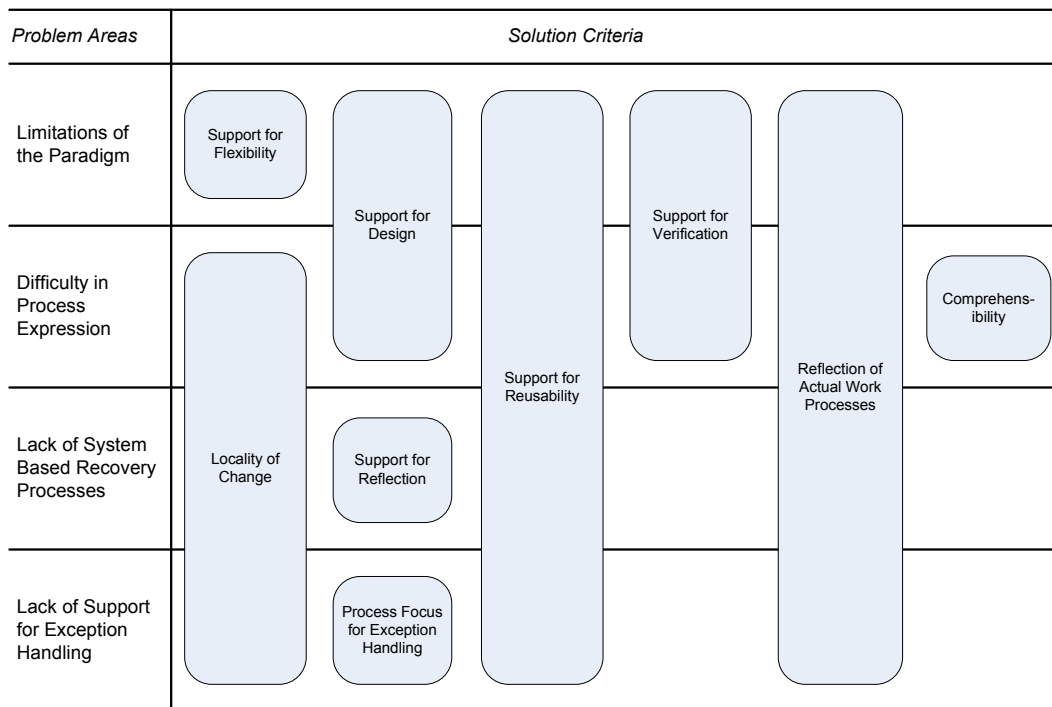 Problem Areas
Solution Criteria
Limitations of
the Paradigm
Support for
Flexibility
Support for
Design
Support for
Verification
Difficulty in
Process
Expression
Comprehens-
ibility
Support for
Reusability
Reflection of
Actual Work
Processes
Lack of System
Based Recovery
Processes
Locality of
Change
Support for
Reflection
Lack of Support
for Exception
Handling
Process Focus
for Exception
Handling